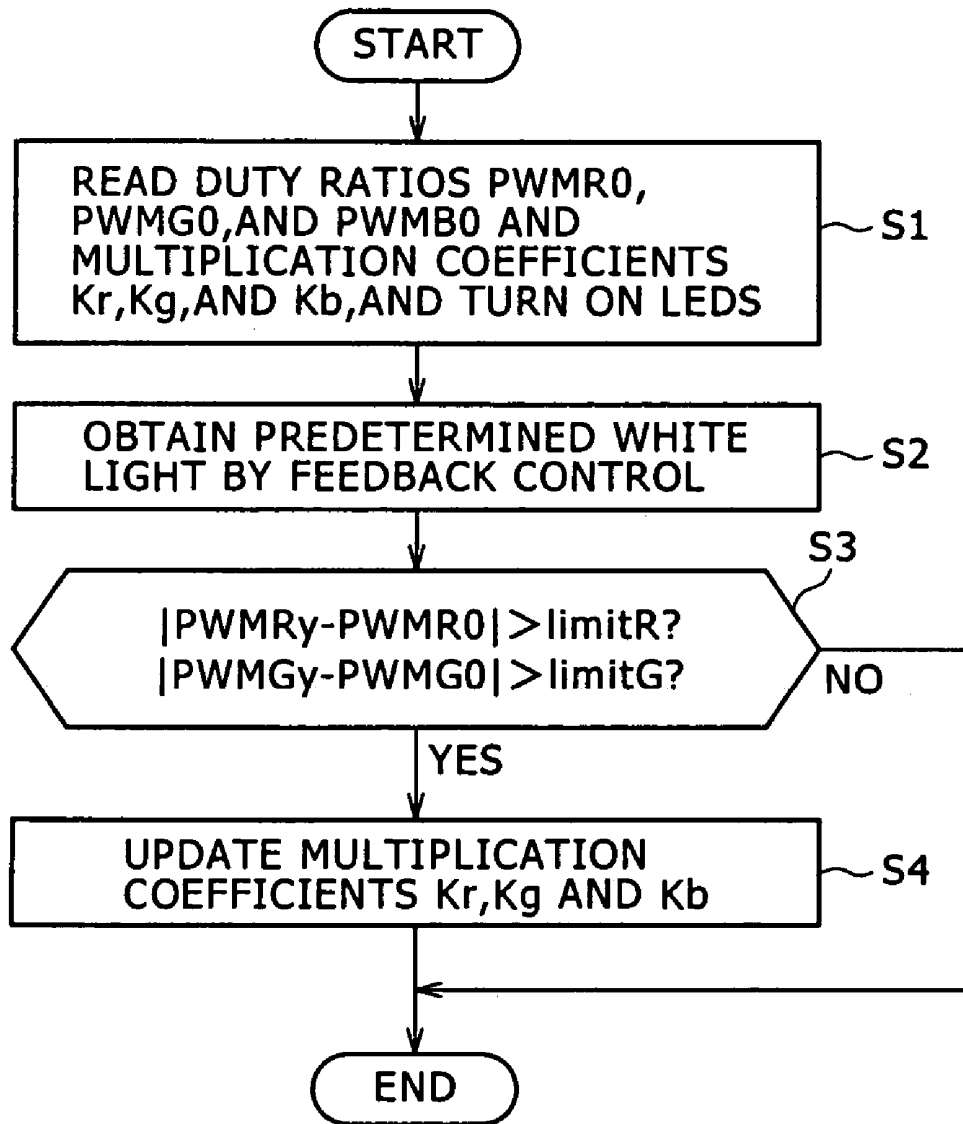 START
READ DUTY RATIOS PWMR0,
PWMG0,AND PWMB0 AND
MULTIPLICATION COEFFICIENTS
Kr,Kg,AND Kb,AND TURN ON LEDS
S1
OBTAIN PREDETERMINED WHITE
LIGHT BY FEEDBACK CONTROL
S2
S3
|PWMRy-PWMR0|>limitR?
|PWMGy-PWMG0|>limitG?
NO
YES
UPDATE MULTIPLICATION
COEFFICIENTS Kr,Kg AND Kb
S4
END